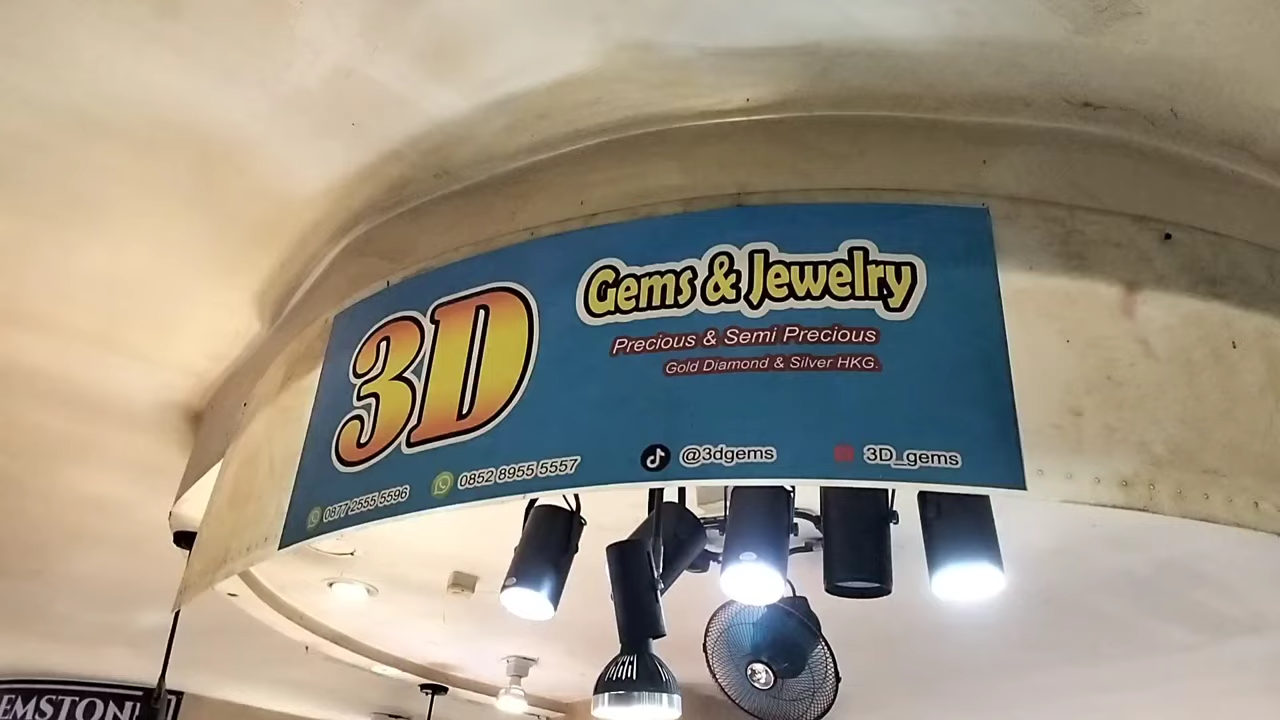 3D
Gems & Jewelry
Precious & Semi Precious
Gold Diamond & Silver HKG.
0877 2555 5596
0852 8955 5557
@3dgems
3D_gems